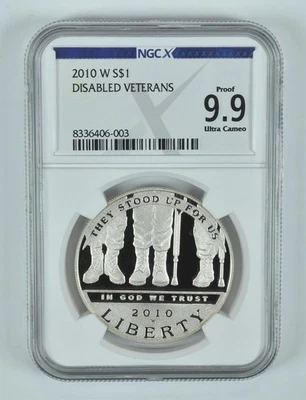 NGCX
2010 W S$1
DISABLED VETERANS
8336406-003
Proof
9.9
Ultra Cameo
THEY STOOD UP FOR US
IN GOD WE TRUST
2010
W
LIBERTY